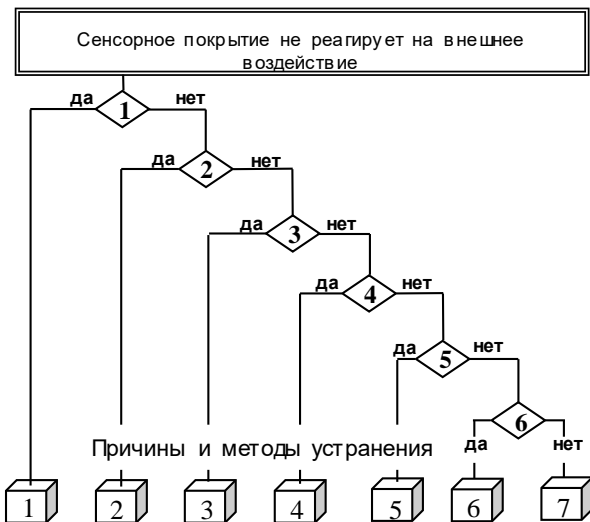 Сенсорное покрытие не реагирует на внешнее
воздействие
да 1 нет
да 2 нет
да 3 нет
да 4 нет
да 5 нет
6
Причины и методы устранения да нет
1 2 3 4 5 6 7